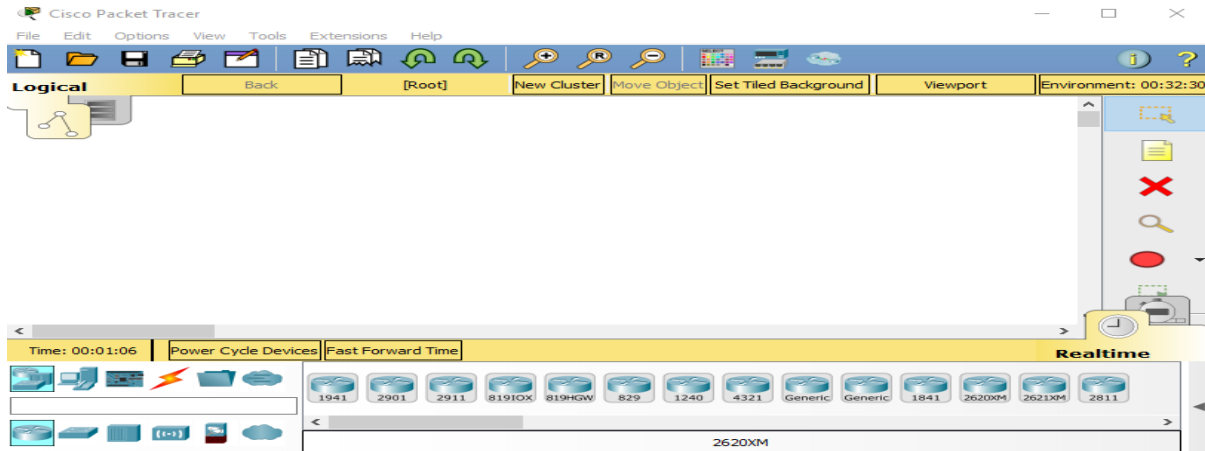 Cisco Packet Tracer
File Edit Options View Tools Extensions Help
Logical Back [Root] New Cluster Move Object Set Tiled Background Viewport Environment: 00:32:30
Time: 00:01:06 Power Cycle Devices Fast Forward Time Realtime
1941 2901 2911 819IOX 819HGW 829 1240 4321 Generic Generic 1841 2620XM 2621XM 2811
2620XM